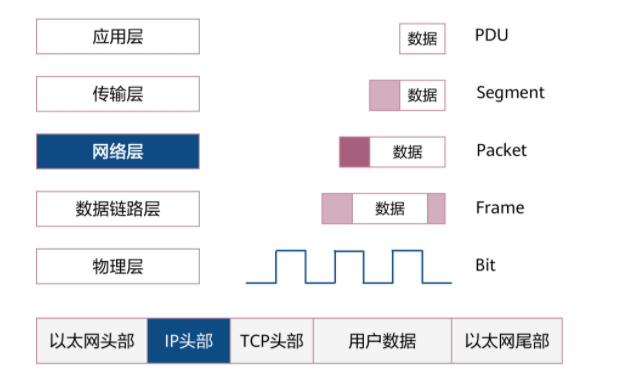 应用层 数据 PDU
传输层 数据 Segment
网络层 数据 Packet
数据链路层 数据 Frame
物理层 Bit
以太网头部 IP头部 TCP头部 用户数据 以太网尾部